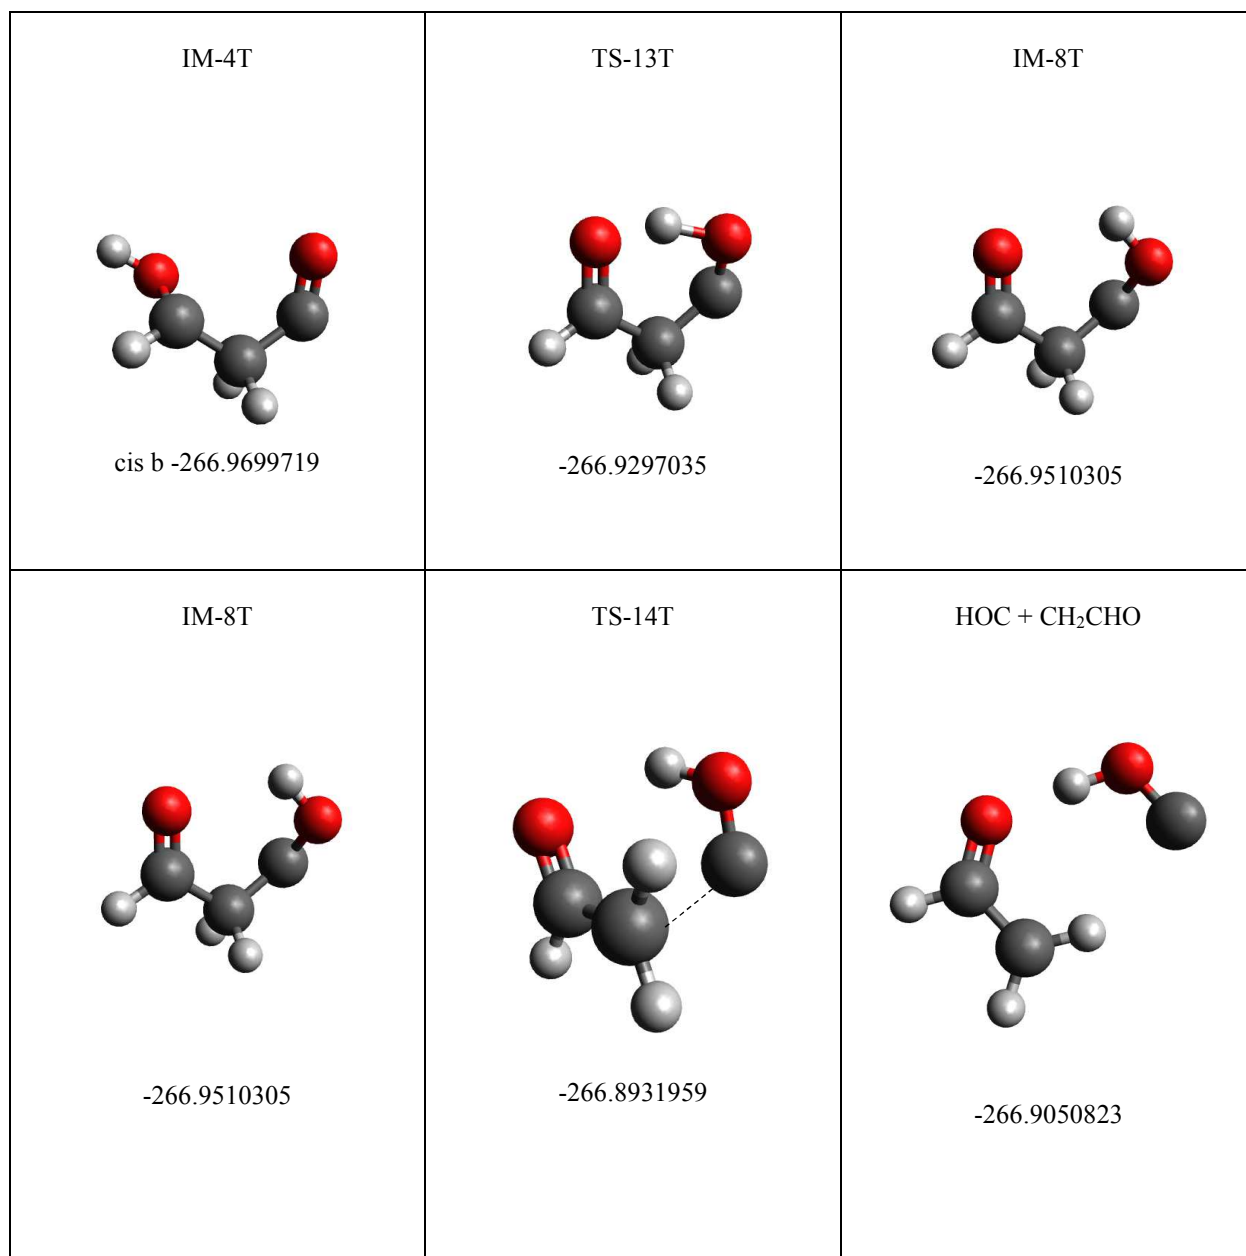 IM-4T
TS-13T
IM-8T
cis b -266.9699719
-266.9297035
-266.9510305
IM-8T
TS-14T
HOC + CH₂CHO
-266.9510305
-266.8931959
-266.9050823